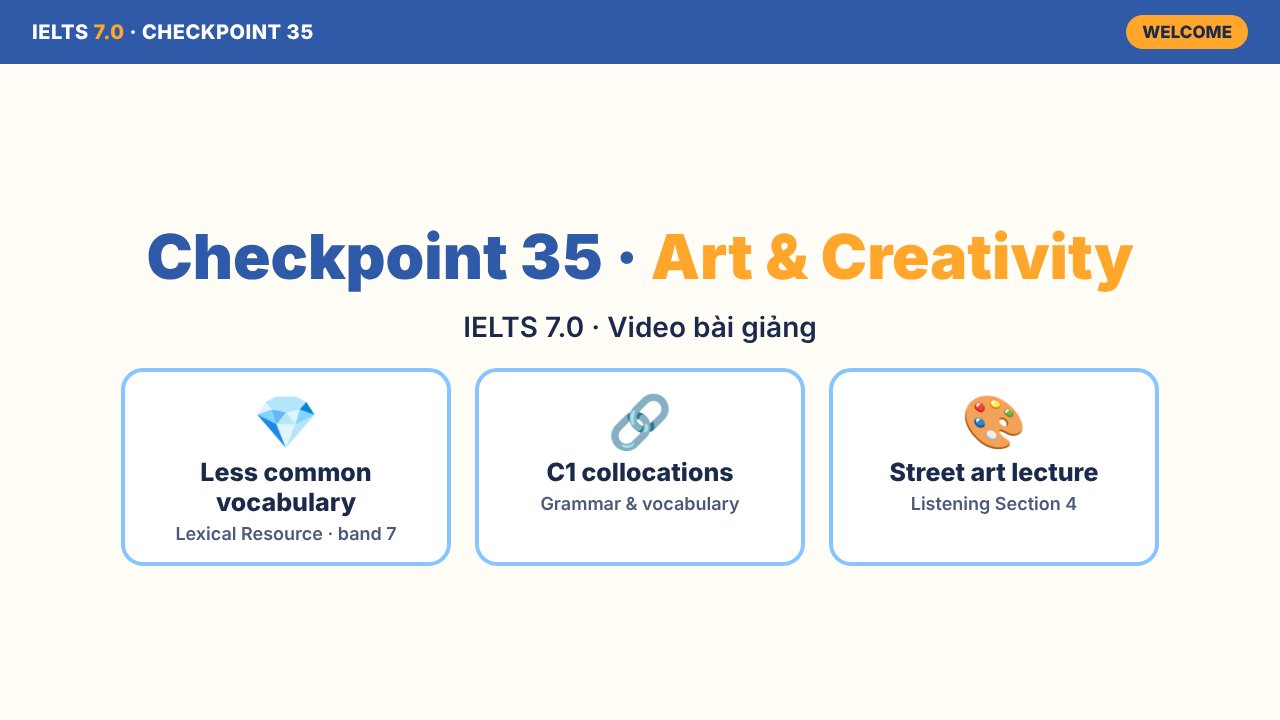 IELTS 7.0 · CHECKPOINT 35
WELCOME
Checkpoint 35 · Art & Creativity
IELTS 7.0 · Video bài giảng
Less common
vocabulary
Lexical Resource · band 7
C1 collocations
Grammar & vocabulary
Street art lecture
Listening Section 4